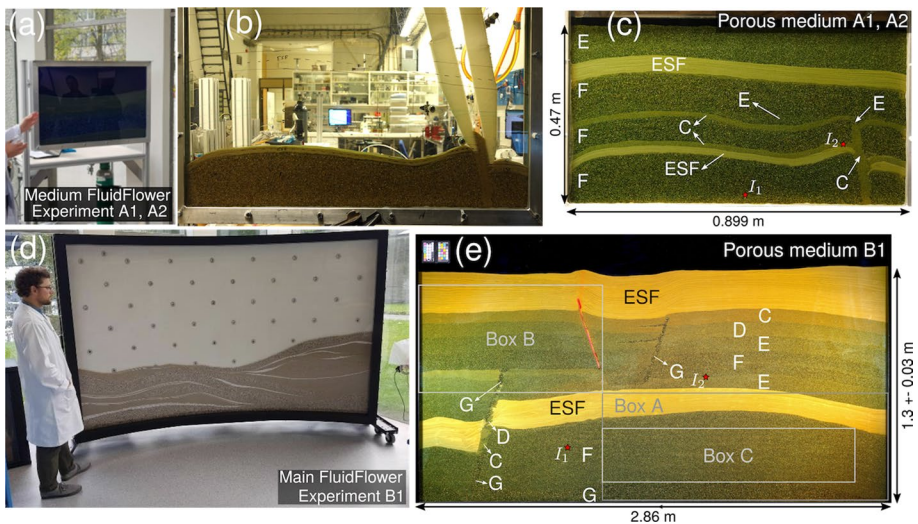 (a)
Medium FluidFlower
Experiment A1, A2
(b)
(c)
Porous medium A1, A2
E
ESF
F
E
E
C
F
I2
ESF
F
I1
C
0.47 m
0.899 m
(d)
Main FluidFlower
Experiment B1
(e)
Porous medium B1
ESF
C
D
E
Box B
F
G
I2
E
G
ESF
Box A
D
I1
F
C
Box C
G
G
1.3 +- 0.03 m
2.86 m